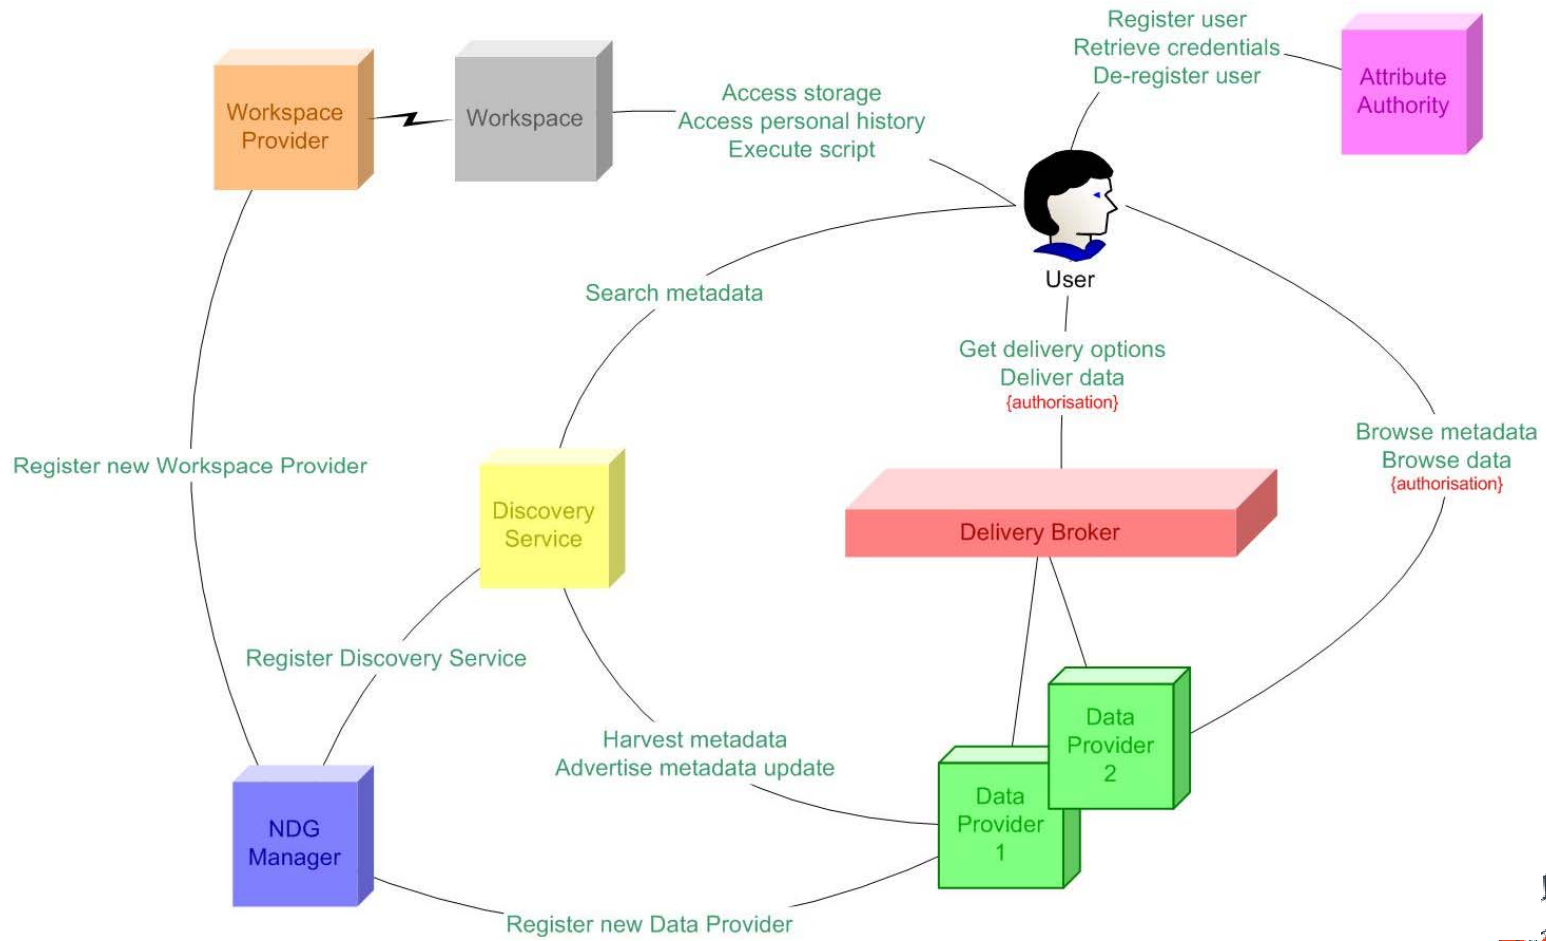 Register user
Retrieve credentials
De-register user
Attribute
Authority
Workspace
Provider
Workspace
Access storage
Access personal history
Execute script
User
Search metadata
Get delivery options
Deliver data
{authorisation}
Browse metadata
Browse data
{authorisation}
Register new Workspace Provider
Discovery
Service
Delivery Broker
Register Discovery Service
Harvest metadata
Advertise metadata update
Data
Provider
2
Data
Provider
1
NDG
Manager
Register new Data Provider